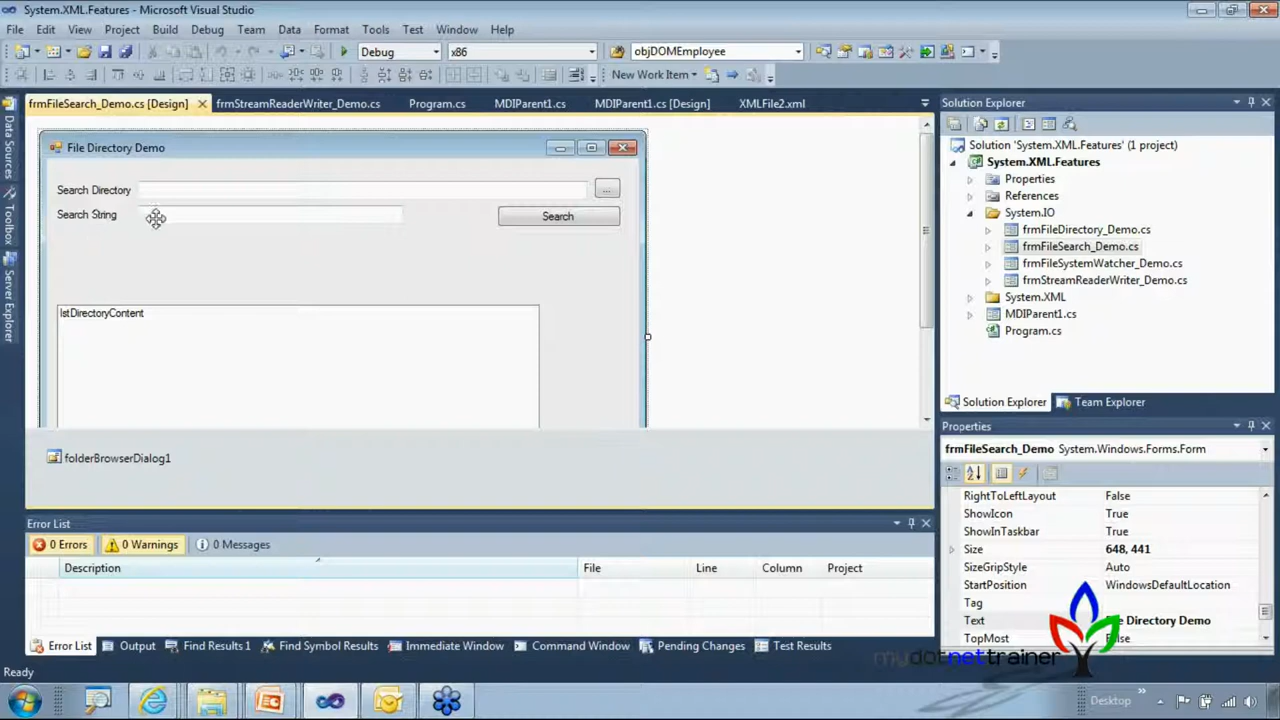 System.XML.Features - Microsoft Visual Studio
File Edit View Project Build Debug Team Data Format Tools Test Window Help
Debug x86 objDOMEmployee
New Work Item
frmFileSearch_Demo.cs [Design] frmStreamReaderWriter_Demo.cs Program.cs MDIParent1.cs MDIParent1.cs [Design] XMLFile2.xml
Data Sources
Toolbox
Server Explorer
File Directory Demo
Search Directory ...
Search String Search
lstDirectoryContent
folderBrowserDialog1
Error List
0 Errors 0 Warnings 0 Messages
Description File Line Column Project
Error List Output Find Results 1 Find Symbol Results Immediate Window Command Window Pending Changes Test Results
Ready
Solution Explorer
Solution 'System.XML.Features' (1 project)
System.XML.Features
Properties
References
System.IO
frmFileDirectory_Demo.cs
frmFileSearch_Demo.cs
frmFileSystemWatcher_Demo.cs
frmStreamReaderWriter_Demo.cs
System.XML
MDIParent1.cs
Program.cs
Solution Explorer Team Explorer
Properties
frmFileSearch_Demo System.Windows.Forms.Form
RightToLeftLayout False
ShowIcon True
ShowInTaskbar True
Size 648, 441
SizeGripStyle Auto
StartPosition WindowsDefaultLocation
Tag
Text Directory Demo
TopMost False
mydotnettrainer
Desktop